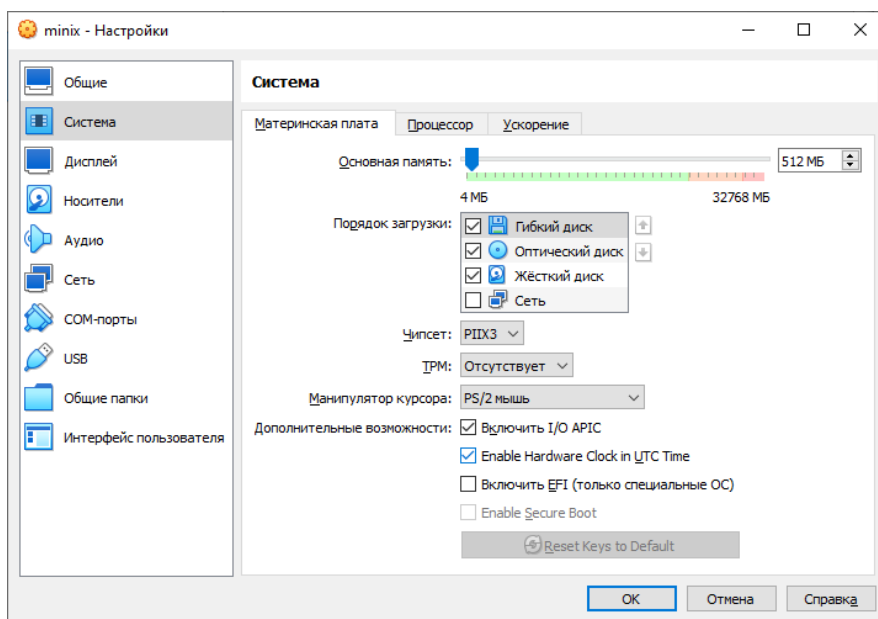 minix - Настройки
Общие
Система
Дисплей
Носители
Аудио
Сеть
COM-порты
USB
Общие папки
Интерфейс пользователя
Система
Материнская плата Процессор Ускорение
Основная память: 512 МБ
4 МБ 32768 МБ
Порядок загрузки: Гибкий диск
Оптический диск
Жёсткий диск
Сеть
Чипсет: PIIX3
TPM: Отсутствует
Манипулятор курсора: PS/2 мышь
Дополнительные возможности: Включить I/O APIC
Enable Hardware Clock in UTC Time
Включить EFI (только специальные ОС)
Enable Secure Boot
Reset Keys to Default
OK Отмена Справка